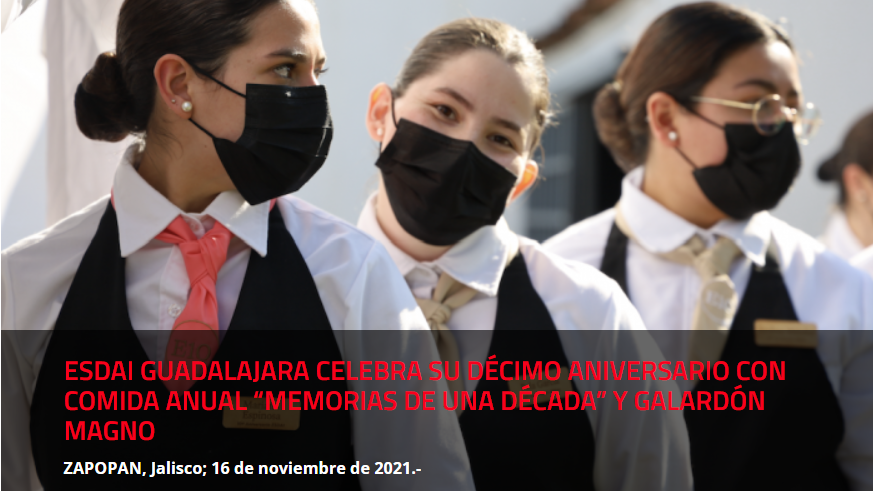 ESDAI GUADALAJARA CELEBRA SU DÉCIMO ANIVERSARIO CON
COMIDA ANUAL “MEMORIAS DE UNA DÉCADA” Y GALARDÓN
MAGNO
ZAPOPAN, Jalisco; 16 de noviembre de 2021.-